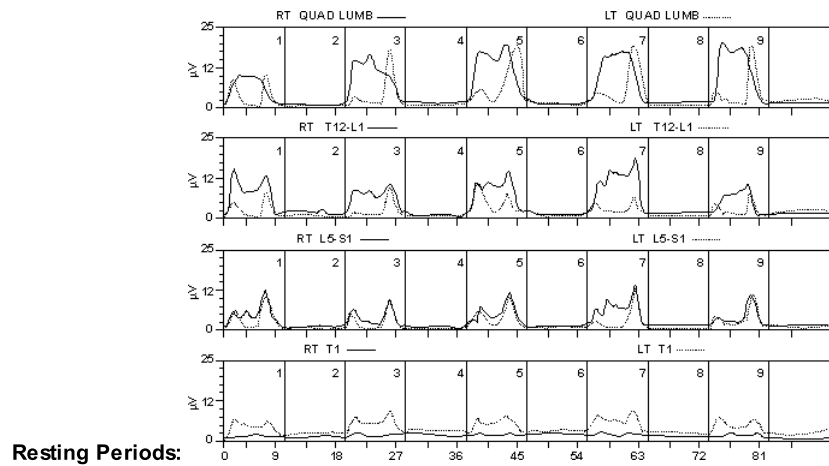 RT QUAD LUMB LT QUAD LUMB
25 1 2 3 4 5 6 7 8 9
12
µV
0
RT T12-L1 LT T12-L1
25 1 2 3 4 5 6 7 8 9
12
µV
0
RT L5-S1 LT L5-S1
25 1 2 3 4 5 6 7 8 9
12
µV
0
RT T1 LT T1
25 1 2 3 4 5 6 7 8 9
12
µV
0
Resting Periods: 0 9 18 27 36 45 54 63 72 81